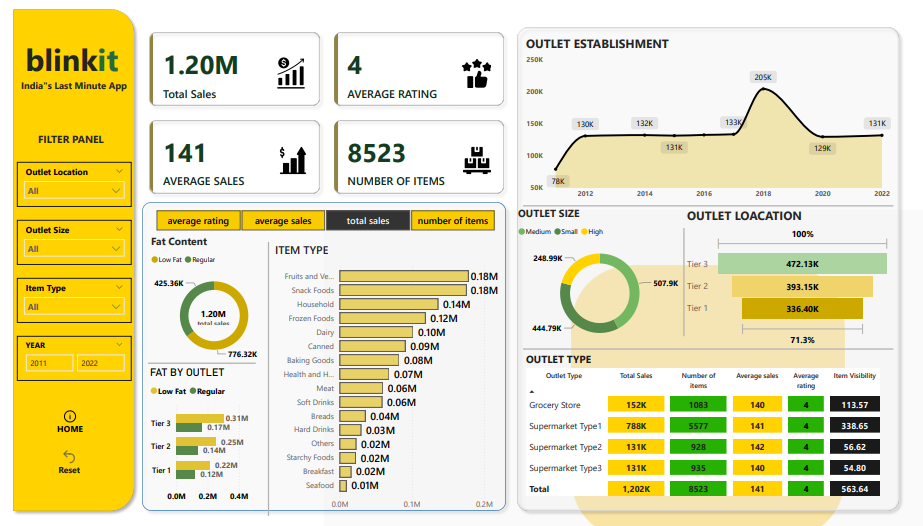 blinkit
India"s Last Minute App
FILTER PANEL
Outlet Location
All
Outlet Size
All
Item Type
All
YEAR
2011
2022
HOME
Reset
1.20M
Total Sales
4
AVERAGE RATING
141
AVERAGE SALES
8523
NUMBER OF ITEMS
average rating
average sales
total sales
number of items
Fat Content
Low Fat
Regular
425.36K
1.20M
total sales
776.32K
FAT BY OUTLET
Low Fat
Regular
Tier 3
0.31M
0.17M
Tier 2
0.25M
0.14M
Tier 1
0.22M
0.12M
0.0M 0.2M 0.4M
ITEM TYPE
Fruits and Ve... 0.18M
Snack Foods 0.18M
Household 0.14M
Frozen Foods 0.12M
Dairy 0.10M
Canned 0.09M
Baking Goods 0.08M
Health and H... 0.07M
Meat 0.06M
Soft Drinks 0.06M
Breads 0.04M
Hard Drinks 0.03M
Others 0.02M
Starchy Foods 0.02M
Breakfast 0.02M
Seafood 0.01M
0.0M 0.1M 0.2M
OUTLET ESTABLISHMENT
250K
200K
150K
100K
50K
78K
130K
132K
131K
133K
205K
129K
131K
2012 2014 2016 2018 2020 2022
OUTLET SIZE
Medium Small High
248.99K
507.9K
444.79K
OUTLET LOACATION
100%
Tier 3 472.13K
Tier 2 393.15K
Tier 1 336.40K
71.3%
OUTLET TYPE
Outlet Type Total Sales Number of items Average sales Average rating Item Visibility
Grocery Store 152K 1083 140 4 113.57
Supermarket Type1 788K 5577 141 4 338.65
Supermarket Type2 131K 928 142 4 56.62
Supermarket Type3 131K 935 140 4 54.80
Total 1,202K 8523 141 4 563.64